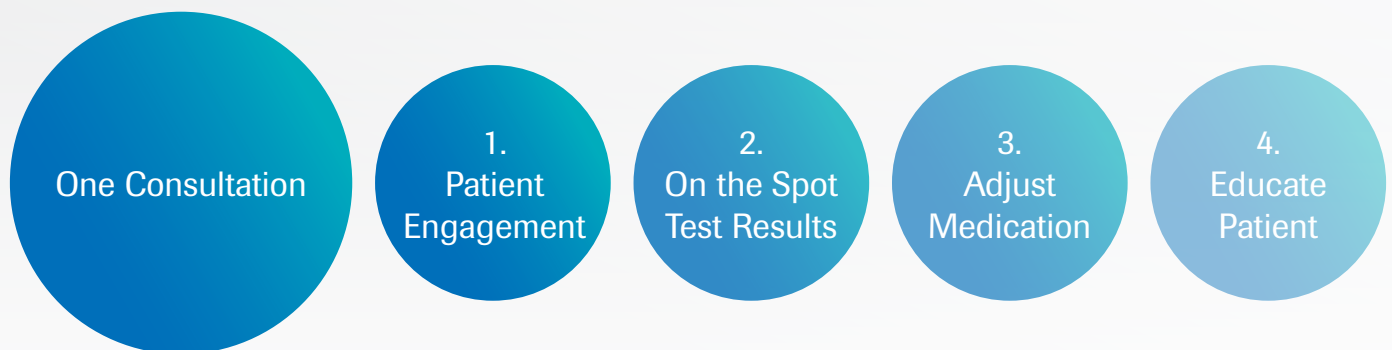 One Consultation
1.
Patient
Engagement
2.
On the Spot
Test Results
3.
Adjust
Medication
4.
Educate
Patient